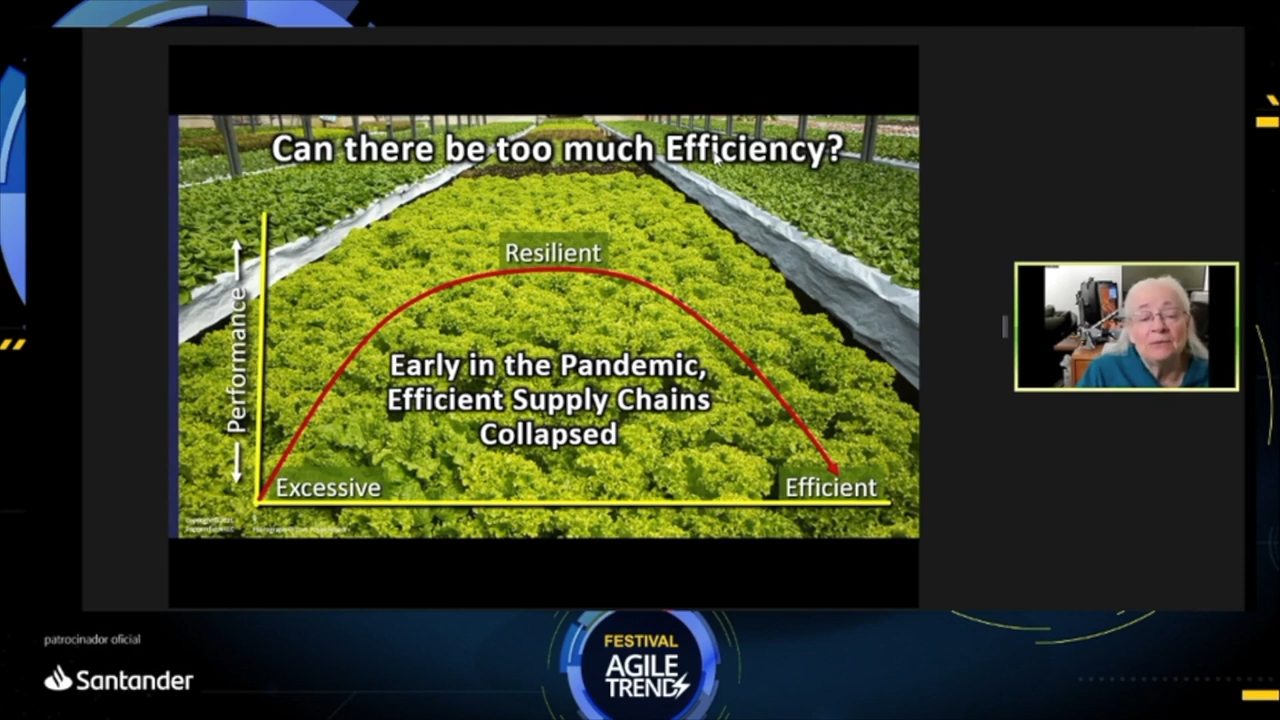 Can there be too much Efficiency?
Resilient
Performance
Early in the Pandemic,
Efficient Supply Chains
Collapsed
Excessive
Efficient
patrocinador oficial
Santander
FESTIVAL
AGILE
TRENDS